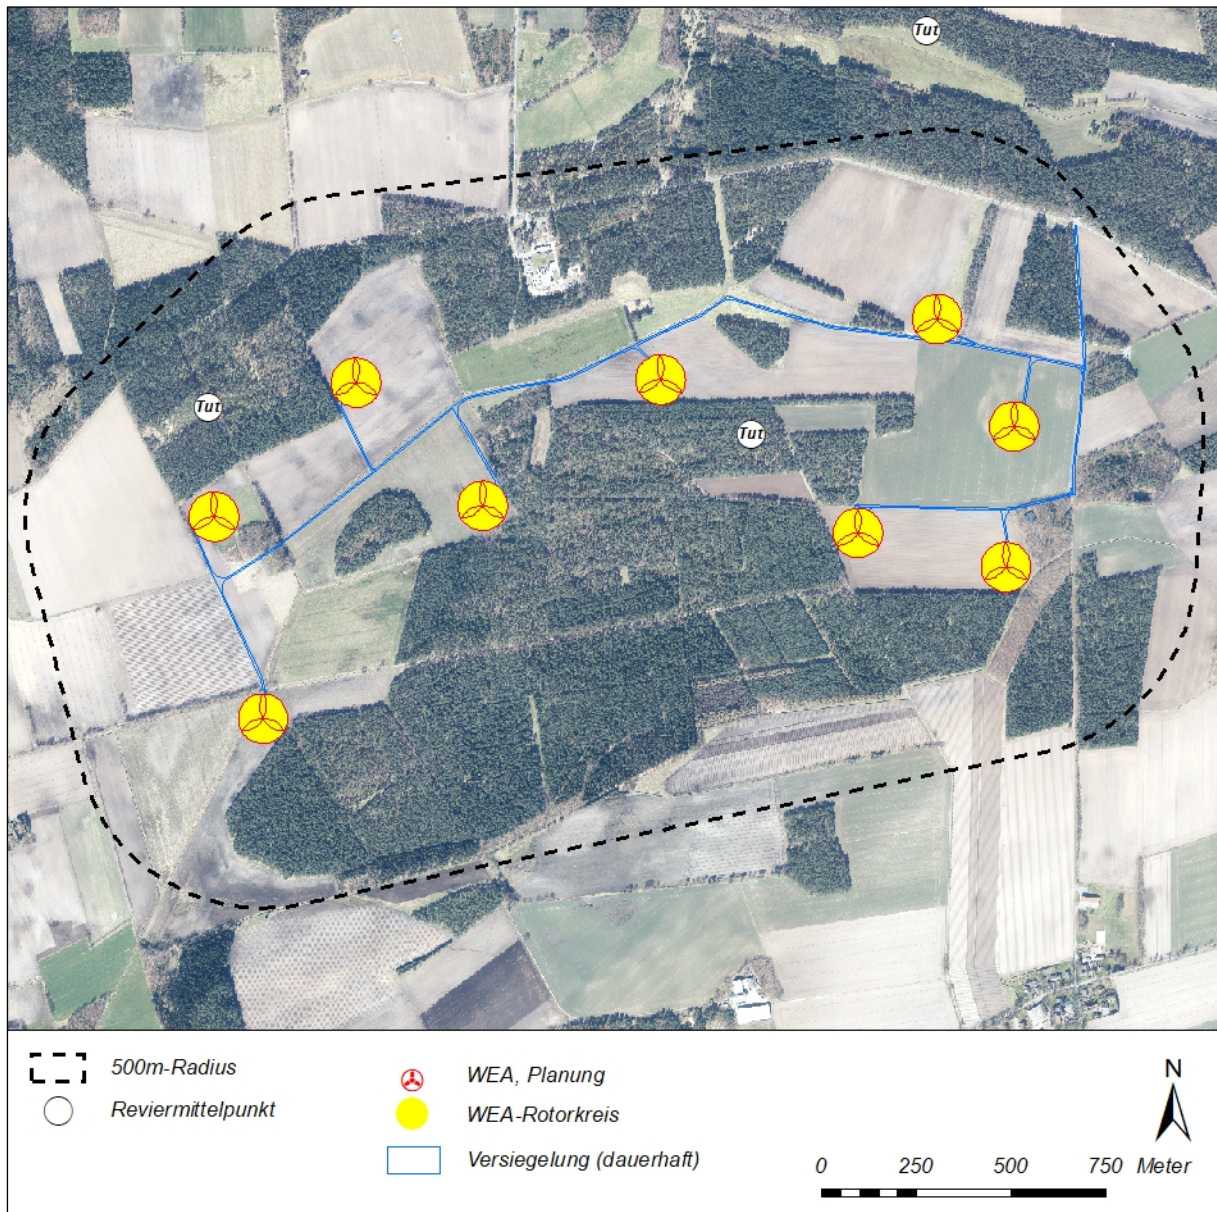 Tut
Tut
Tut
500m-Radius
Reviermittelpunkt
WEA, Planung
WEA-Rotorkreis
Versiegelung (dauerhaft)
N
0 250 500 750 Meter